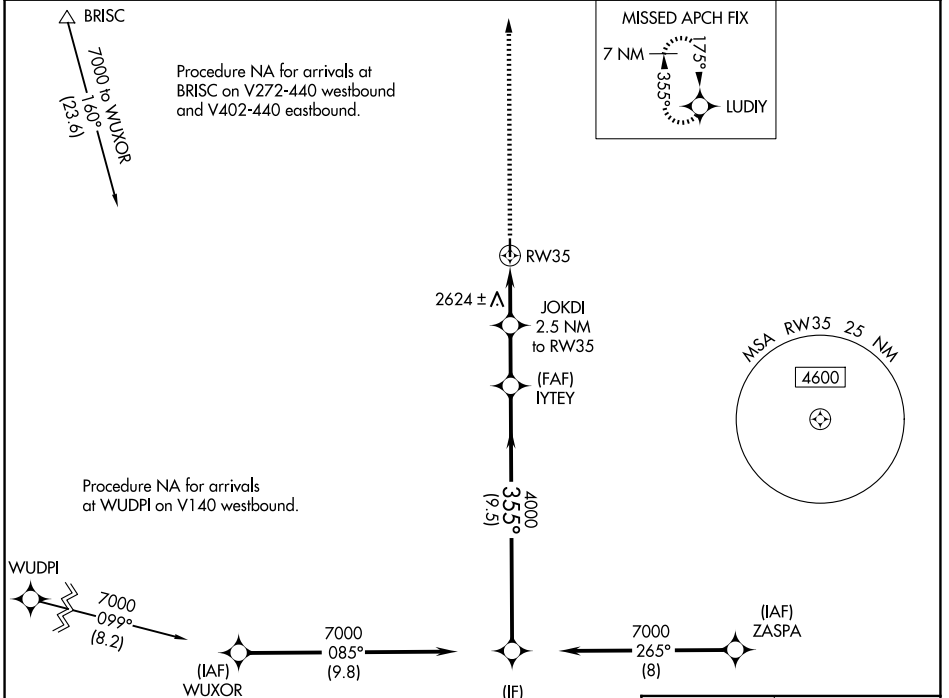 BRISC
7000 to WUXOR
160°
(23.6)
Procedure NA for arrivals at
BRISC on V272-440 westbound
and V402-440 eastbound.
MISSED APCH FIX
7 NM
355°
175°
LUDIY
RW35
2624 ±
JOKDI
2.5 NM
to RW35
(FAF)
IYTEY
MSA RW35 25 NM
4600
4000
355°
(9.5)
Procedure NA for arrivals
at WUDPI on V140 westbound.
WUDPI
7000
099°
(8.2)
(IAF)
WUXOR
7000
085°
(9.8)
(IF)
7000
265°
(8)
(IAF)
ZASPA